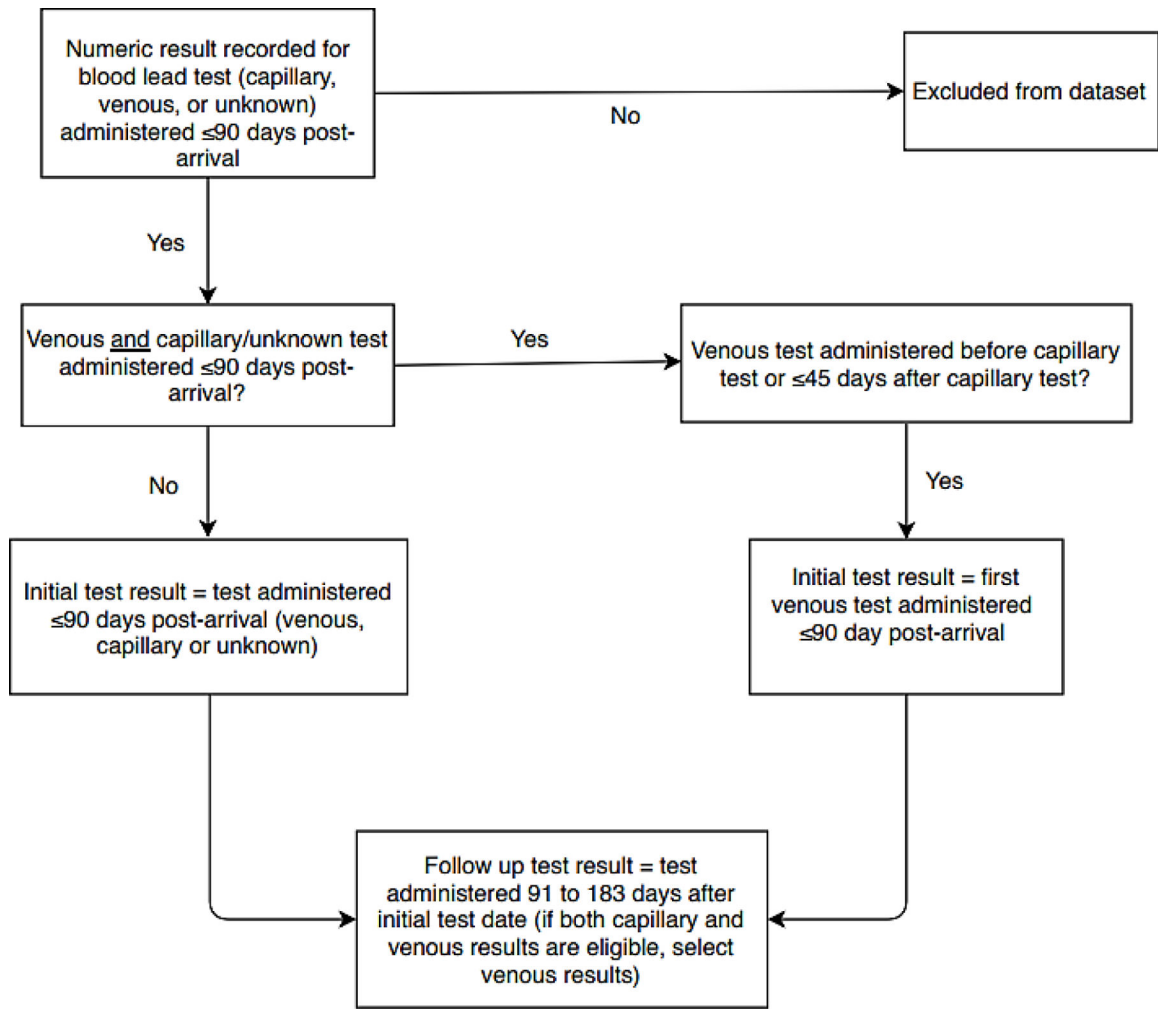 Numeric result recorded for
blood lead test (capillary,
venous, or unknown)
administered ≤90 days post-
arrival
No
Excluded from dataset
Yes
Venous and capillary/unknown test
administered ≤90 days post-
arrival?
Yes
Venous test administered before capillary
test or ≤45 days after capillary test?
No
Yes
Initial test result = test administered
≤90 days post-arrival (venous,
capillary or unknown)
Initial test result = first
venous test administered
≤90 day post-arrival
Follow up test result = test
administered 91 to 183 days after
initial test date (if both capillary and
venous results are eligible, select
venous results)